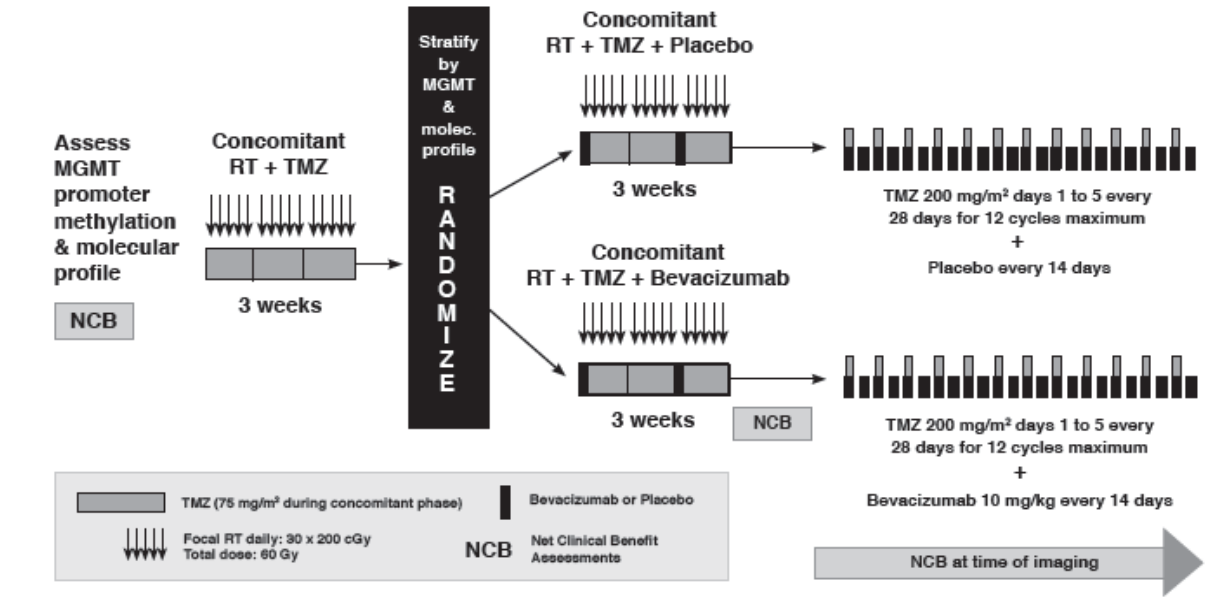 Assess
MGMT
promoter
methylation
& molecular
profile
NCB
Concomitant
RT + TMZ
3 weeks
Stratify
by
MGMT
&
molec.
profile
R
A
N
D
O
M
I
Z
E
Concomitant
RT + TMZ + Placebo
3 weeks
TMZ 200 mg/m² days 1 to 5 every
28 days for 12 cycles maximum
+
Placebo every 14 days
Concomitant
RT + TMZ + Bevacizumab
3 weeks
NCB
TMZ 200 mg/m² days 1 to 5 every
28 days for 12 cycles maximum
+
Bevacizumab 10 mg/kg every 14 days
TMZ (75 mg/m² during concomitant phase)
Bevacizumab or Placebo
Focal RT daily: 30 x 200 cGy
Total dose: 60 Gy
NCB
Net Clinical Benefit
Assessments
NCB at time of imaging